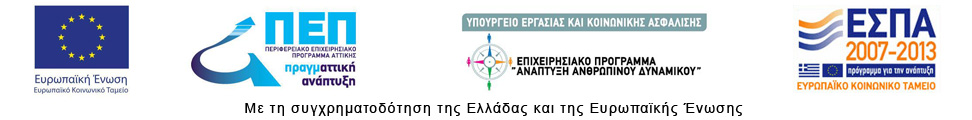 Ευρωπαϊκή Ένωση
Ευρωπαϊκό Κοινωνικό Ταμείο
ΠΕΠ
ΠΕΡΙΦΕΡΕΙΑΚΟ ΕΠΙΧΕΙΡΗΣΙΑΚΟ
ΠΡΟΓΡΑΜΜΑ ΑΤΤΙΚΗΣ
πραγματτική
ανάπτυξη
ΥΠΟΥΡΓΕΙΟ ΕΡΓΑΣΙΑΣ ΚΑΙ ΚΟΙΝΩΝΙΚΗΣ ΑΣΦΑΛΙΣΗΣ
ΕΠΙΧΕΙΡΗΣΙΑΚΟ ΠΡΟΓΡΑΜΜΑ
"ΑΝΑΠΤΥΞΗ ΑΝΘΡΩΠΙΝΟΥ ΔΥΝΑΜΙΚΟΥ"
ΕΣΠΑ
2007-2013
πρόγραμμα για την ανάπτυξη
ΕΥΡΩΠΑΪΚΟ ΚΟΙΝΩΝΙΚΟ ΤΑΜΕΙΟ
Με τη συγχρηματοδότηση της Ελλάδας και της Ευρωπαϊκής Ένωσης